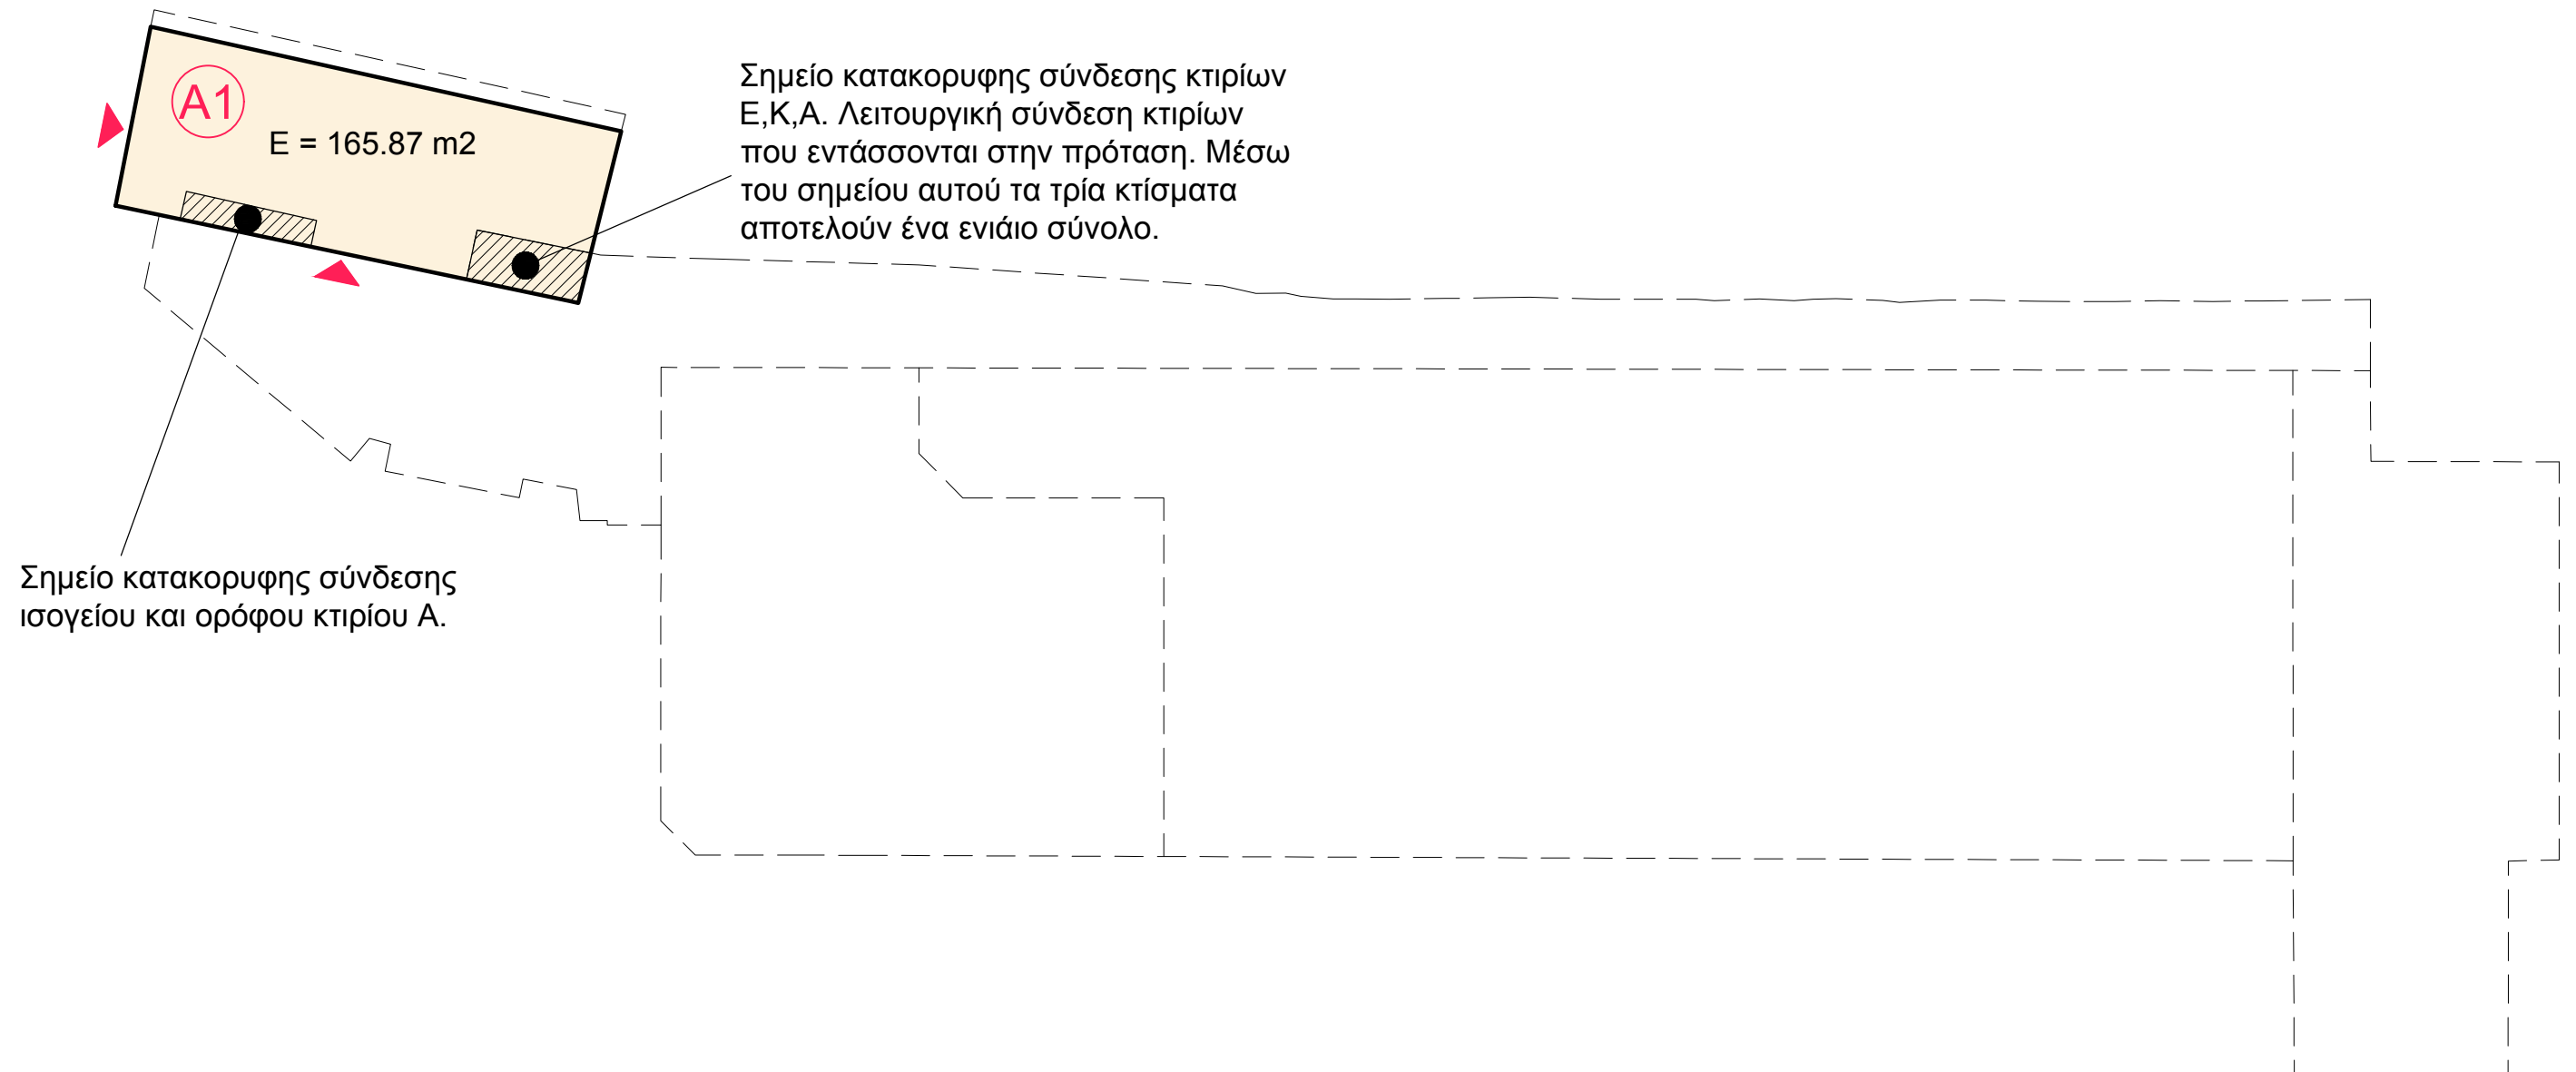 A1
E = 165.87 m2
Σημείο κατακορυφης σύνδεσης κτιρίων
Ε,Κ,Α. Λειτουργική σύνδεση κτιρίων
που εντάσσονται στην πρόταση. Μέσω
του σημείου αυτού τα τρία κτίσματα
αποτελούν ένα ενιάιο σύνολο.
Σημείο κατακορυφης σύνδεσης
ισογείου και ορόφου κτιρίου Α.